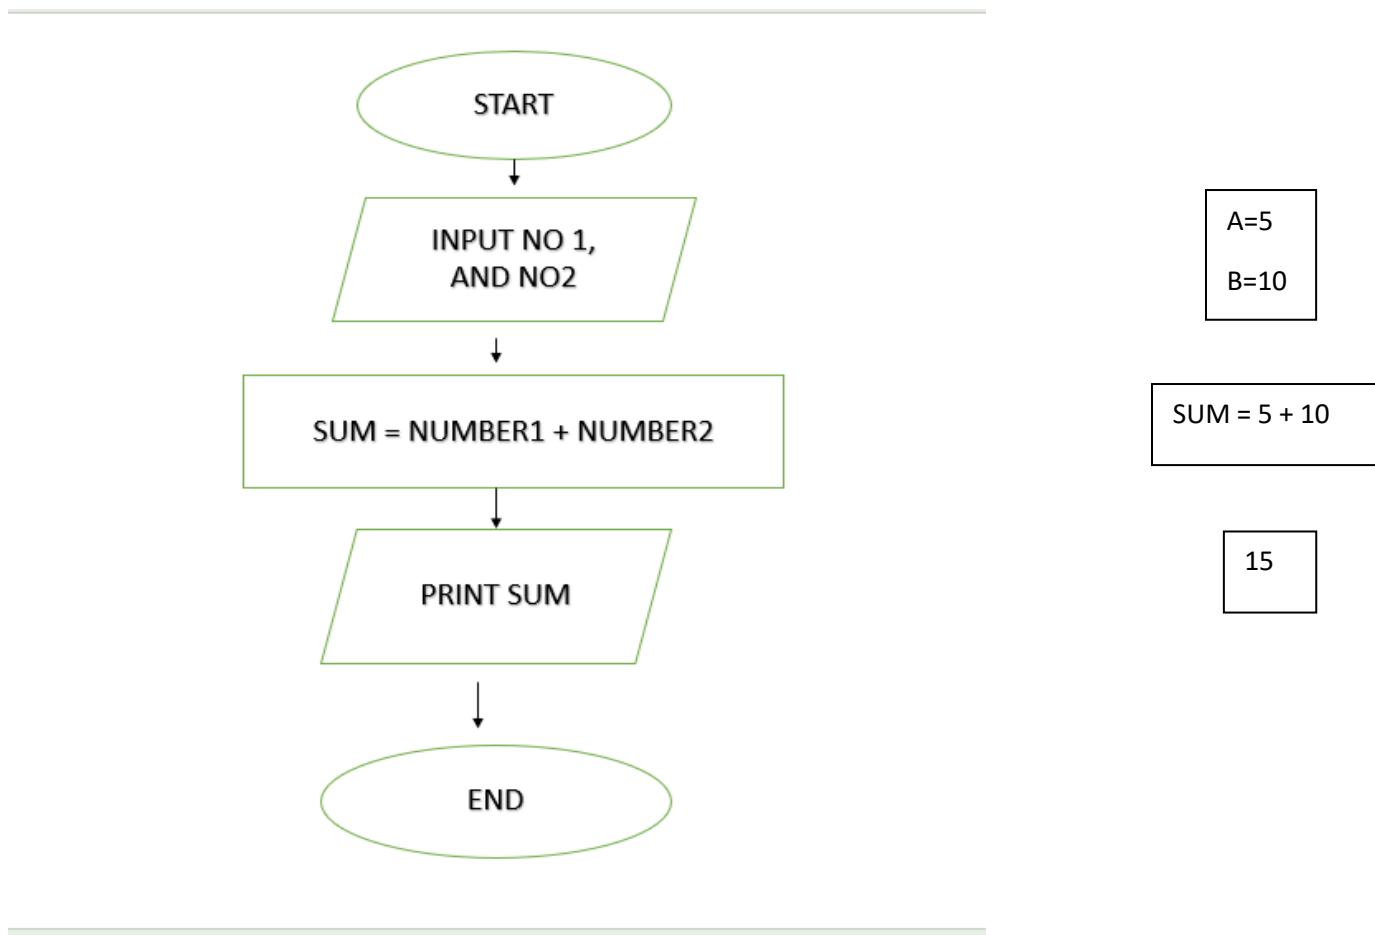 START
INPUT NO 1,
AND NO2
A=5
B=10
SUM = NUMBER1 + NUMBER2
SUM = 5 + 10
PRINT SUM
15
END